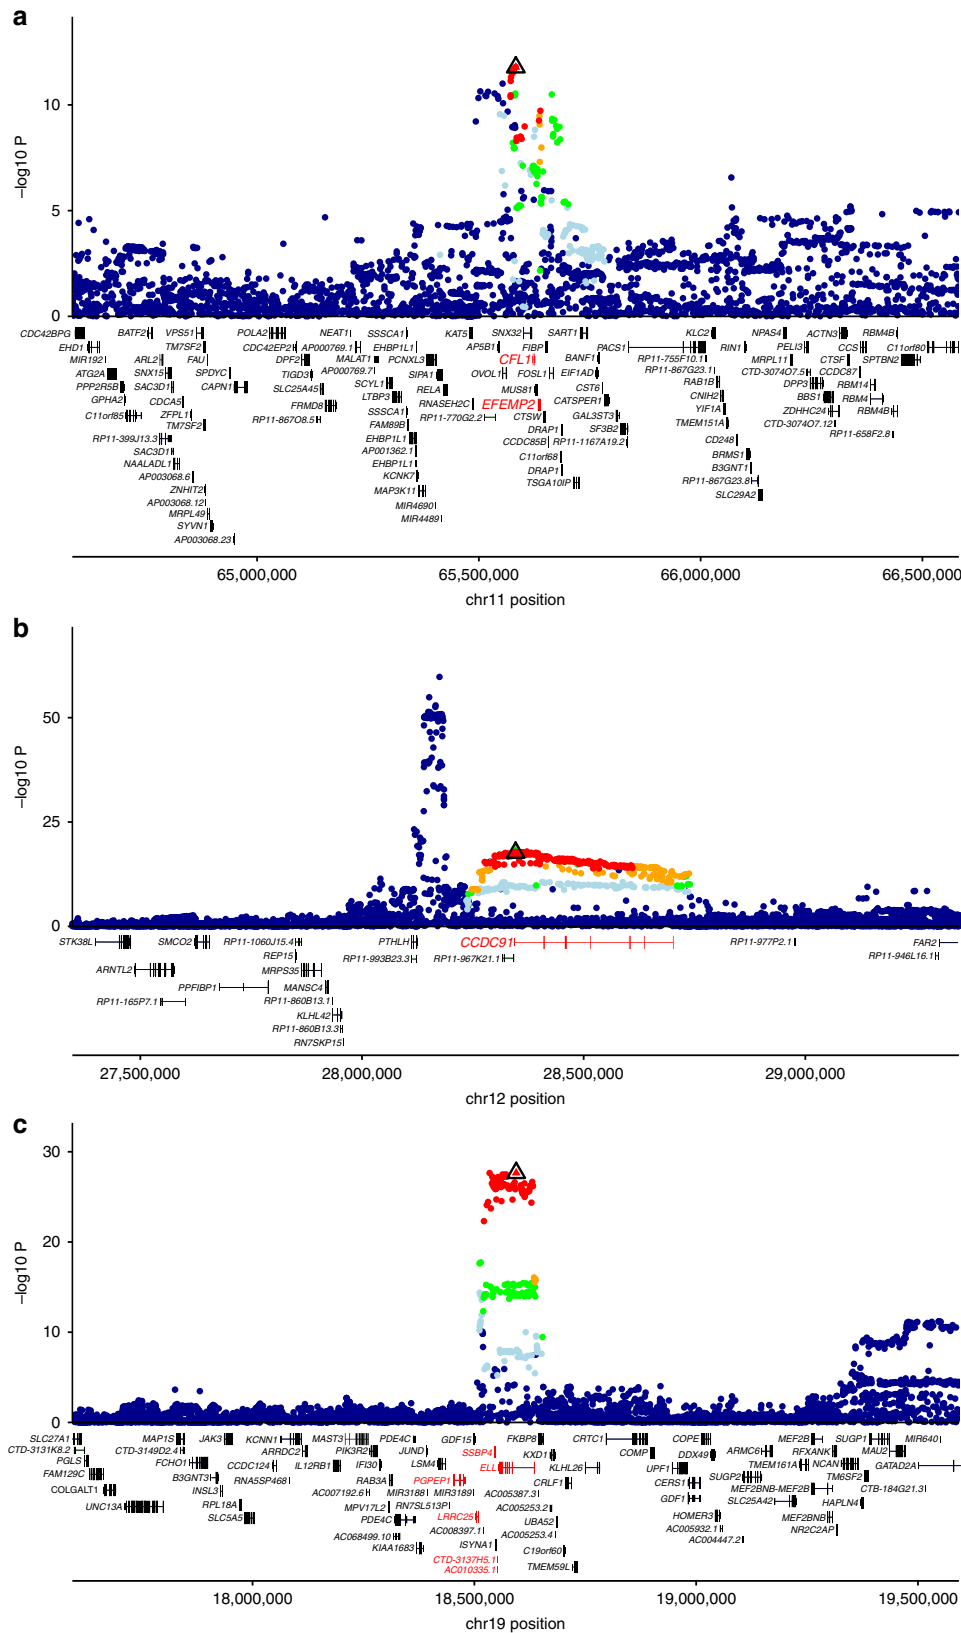 a
10
5
0
−log10 P
CDC42BPG BATF2 VPS51 POLA2 NEAT1 SSSCA1 KAT5 SNX32 SART1 KLC2 NPAS4 ACTN3 RBM4B
EHD1 TM7SF2 CDC42EP2 AP000769.1 EHBP1L1 AP5B1 FIBP PACS1 RIN1 PELI3 CCS C11orf80
MIR192 ARL2 FAU DPF2 MALAT1 PCNXL3 CFL1 BANF1 RP11-755F10.1 MRPL11 CTSF SPTBN2
ATG2A SNX15 SPDYC TIGD3 AP000769.2 SIPA1 OVOL1 FOSL1 EIF1AD RP11-867G23.1 CTD-3074O7.5 CCDC87
PPP2R5B SAC3D1 CAPN1 SLC25A45 SCYL1 RELA MUS81 CST6 RAB1B DPP3 RBM14
GPHA2 CDCA5 FRMD8 LTBP3 RNASEH2C EFEMP2 CATSPER1 CNIH2 BBS1 RBM4
C11orf85 ZFPL1 RP11-867O8.5 SSSCA1 RP11-770G2.2 CTSW GAL3ST3 YIF1A ZDHHC24 RBM4B
TM7SF2 FAM89B DRAP1 SF3B2 TMEM151A CTD-3074O7.12
RP11-399J13.3 EHBP1L1 CCDC85B RP11-1167A19.2 CD248 RP11-658F2.8
SAC3D1 AP001362.1 C11orf68 BRMS1
NAALADL1 EHBP1L1 DRAP1 B3GNT1
AP003068.6 KCNK7 TSGA10IP RP11-867G23.8
ZNHIT2 MAP3K11 SLC29A2
AP003068.12 MIR4690
MRPL49 MIR4489
SYVN1
AP003068.23
65,000,000 65,500,000 66,000,000 66,500,000
chr11 position
b
50
25
0
−log10 P
STK38L SMCO2 RP11-1060J15.4 PTHLH CCDC91 RP11-977P2.1 FAR2
REP15 RP11-993B23.3 RP11-967K21.1 RP11-946L16.1
ARNTL2 MRPS35
PPFIBP1 MANSC4
RP11-165P7.1 RP11-860B13.1
KLHL42
RP11-860B13.3
RN7SKP15
27,500,000 28,000,000 28,500,000 29,000,000
chr12 position
c
30
20
10
0
−log10 P
SLC27A1 MAP1S JAK3 KCNN1 MAST3 PDE4C GDF15 FKBP8 CRTC1 COPE MEF2B SUGP1 MIR640
CTD-3131K8.2 CTD-3149D2.4 ARRDC2 PIK3R2 JUND SSBP4 KXD1 COMP DDX49 ARMC6 RFXANK MAU2
PGLS FCHO1 CCDC124 IL12RB1 IFI30 LSM4 ELL KLHL26 UPF1 TMEM161A NCAN GATAD2A
FAM129C B3GNT3 RNA5SP468 RAB3A PGPEP1 CRLF1 CERS1 SUGP2 TM6SF2
COLGALT1 INSL3 AC007192.6 MIR3188 MIR3189 AC005387.3 GDF1 MEF2BNB-MEF2B CTB-184G21.3
UNC13A RPL18A MPV17L2 RN7SL513P AC005253.2 HOMER3 SLC25A42 HAPLN4
SLC5A5 PDE4C LRRC25 UBA52 AC005932.1 MEF2BNB
AC068499.10 AC008397.1 AC005253.4 AC004447.2 NR2C2AP
KIAA1683 ISYNA1 C19orf60
CTD-3137H5.1 TMEM59L
AC010335.1
18,000,000 18,500,000 19,000,000 19,500,000
chr19 position